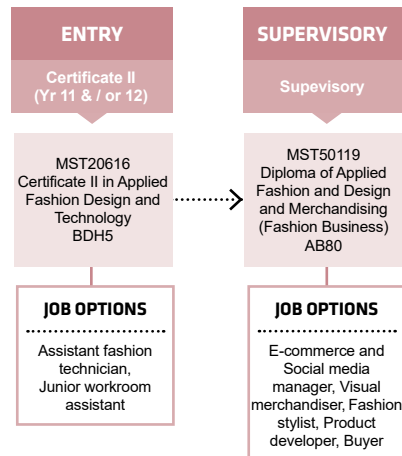 ENTRY
Certificate II
(Yr 11 & / or 12)
MST20616
Certificate II in Applied
Fashion Design and
Technology
BDH5
JOB OPTIONS
Assistant fashion
technician,
Junior workroom
assistant
SUPERVISORY
Supevisory
MST50119
Diploma of Applied
Fashion and Design
and Merchandising
(Fashion Business)
AB80
JOB OPTIONS
E-commerce and
Social media
manager, Visual
merchandiser, Fashion
stylist, Product
developer, Buyer